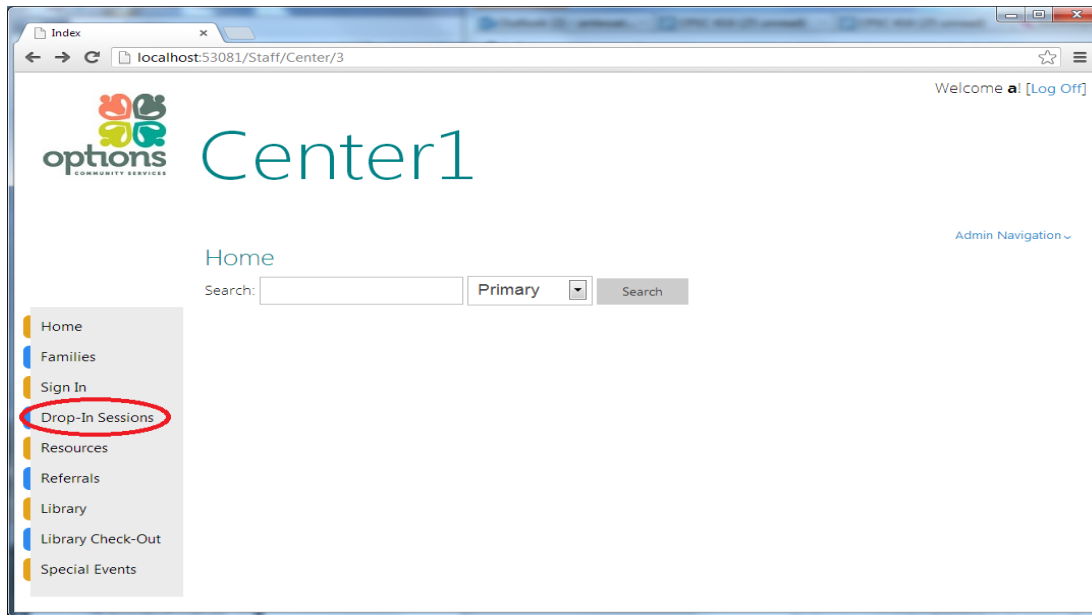 Index
localhost:53081/Staff/Center/3
Welcome a! [Log Off]
options
COMMUNITY SERVICES
Center1
Admin Navigation
Home
Search: Primary Search
Home
Families
Sign In
Drop-In Sessions
Resources
Referrals
Library
Library Check-Out
Special Events